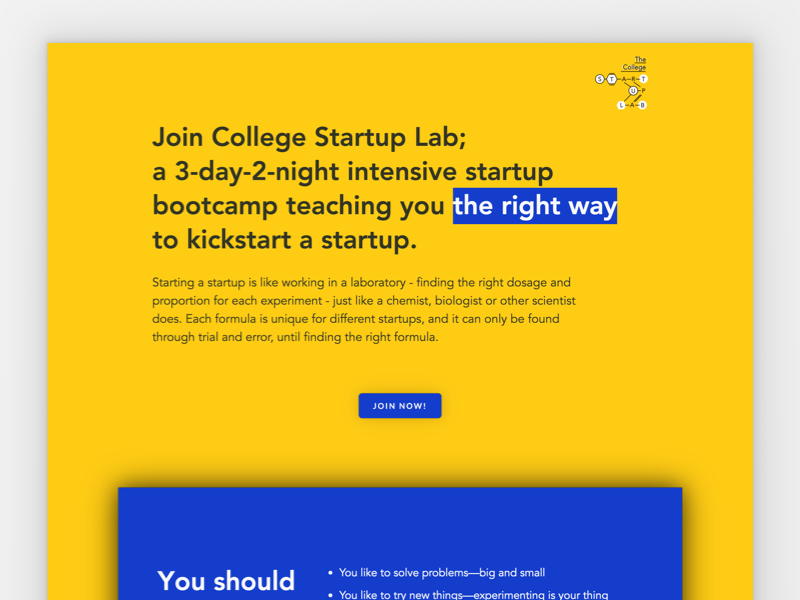 The
College
START
UP
LAB
Join College Startup Lab;
a 3-day-2-night intensive startup
bootcamp teaching you the right way
to kickstart a startup.
Starting a startup is like working in a laboratory - finding the right dosage and
proportion for each experiment - just like a chemist, biologist or other scientist
does. Each formula is unique for different startups, and it can only be found
through trial and error, until finding the right formula.
JOIN NOW!
You should
• You like to solve problems—big and small
• You like to try new things—experimenting is your thing